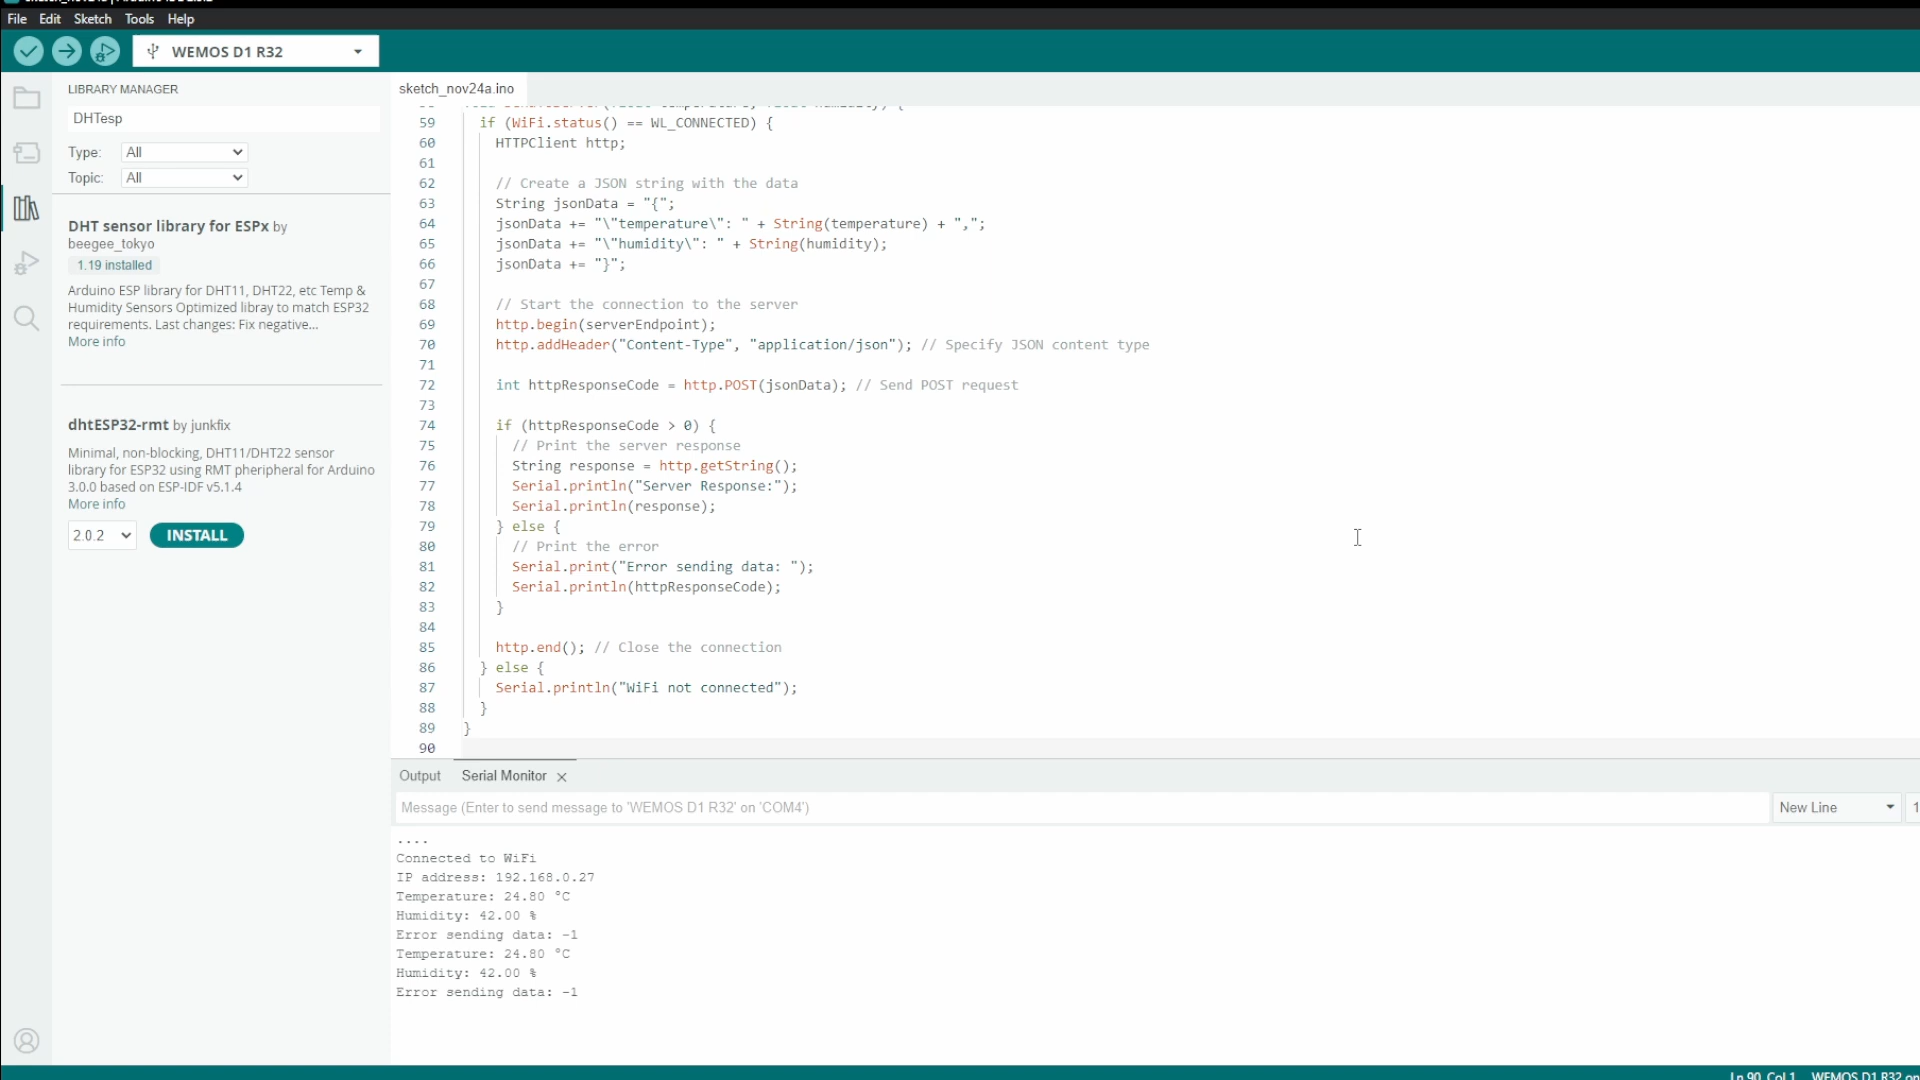 File Edit Sketch Tools Help
WEMOS D1 R32
LIBRARY MANAGER
DHTesp
Type: All
Topic: All
DHT sensor library for ESPx by
beegee_tokyo
1.19 installed
Arduino ESP library for DHT11, DHT22, etc Temp &
Humidity Sensors Optimized libray to match ESP32
requirements. Last changes: Fix negative...
More info
dhtESP32-rmt by junkfix
Minimal, non-blocking, DHT11/DHT22 sensor
library for ESP32 using RMT pheripheral for Arduino
3.0.0 based on ESP-IDF v5.1.4
More info
2.0.2 INSTALL
sketch_nov24a.ino
59 if (WiFi.status() == WL_CONNECTED) {
60 HTTPClient http;
61
62 // Create a JSON string with the data
63 String jsonData = "{";
64 jsonData += "\"temperature\": " + String(temperature) + ",";
65 jsonData += "\"humidity\": " + String(humidity);
66 jsonData += "}";
67
68 // Start the connection to the server
69 http.begin(serverEndpoint);
70 http.addHeader("Content-Type", "application/json"); // Specify JSON content type
71
72 int httpResponseCode = http.POST(jsonData); // Send POST request
73
74 if (httpResponseCode > 0) {
75 // Print the server response
76 String response = http.getString();
77 Serial.println("Server Response:");
78 Serial.println(response);
79 } else {
80 // Print the error
81 Serial.print("Error sending data: ");
82 Serial.println(httpResponseCode);
83 }
84
85 http.end(); // Close the connection
86 } else {
87 Serial.println("WiFi not connected");
88 }
89 }
90
Output Serial Monitor
Message (Enter to send message to 'WEMOS D1 R32' on 'COM4')
New Line
....
Connected to WiFi
IP address: 192.168.0.27
Temperature: 24.80 °C
Humidity: 42.00 %
Error sending data: -1
Temperature: 24.80 °C
Humidity: 42.00 %
Error sending data: -1
Ln 90, Col 1 WEMOS D1 R32 on